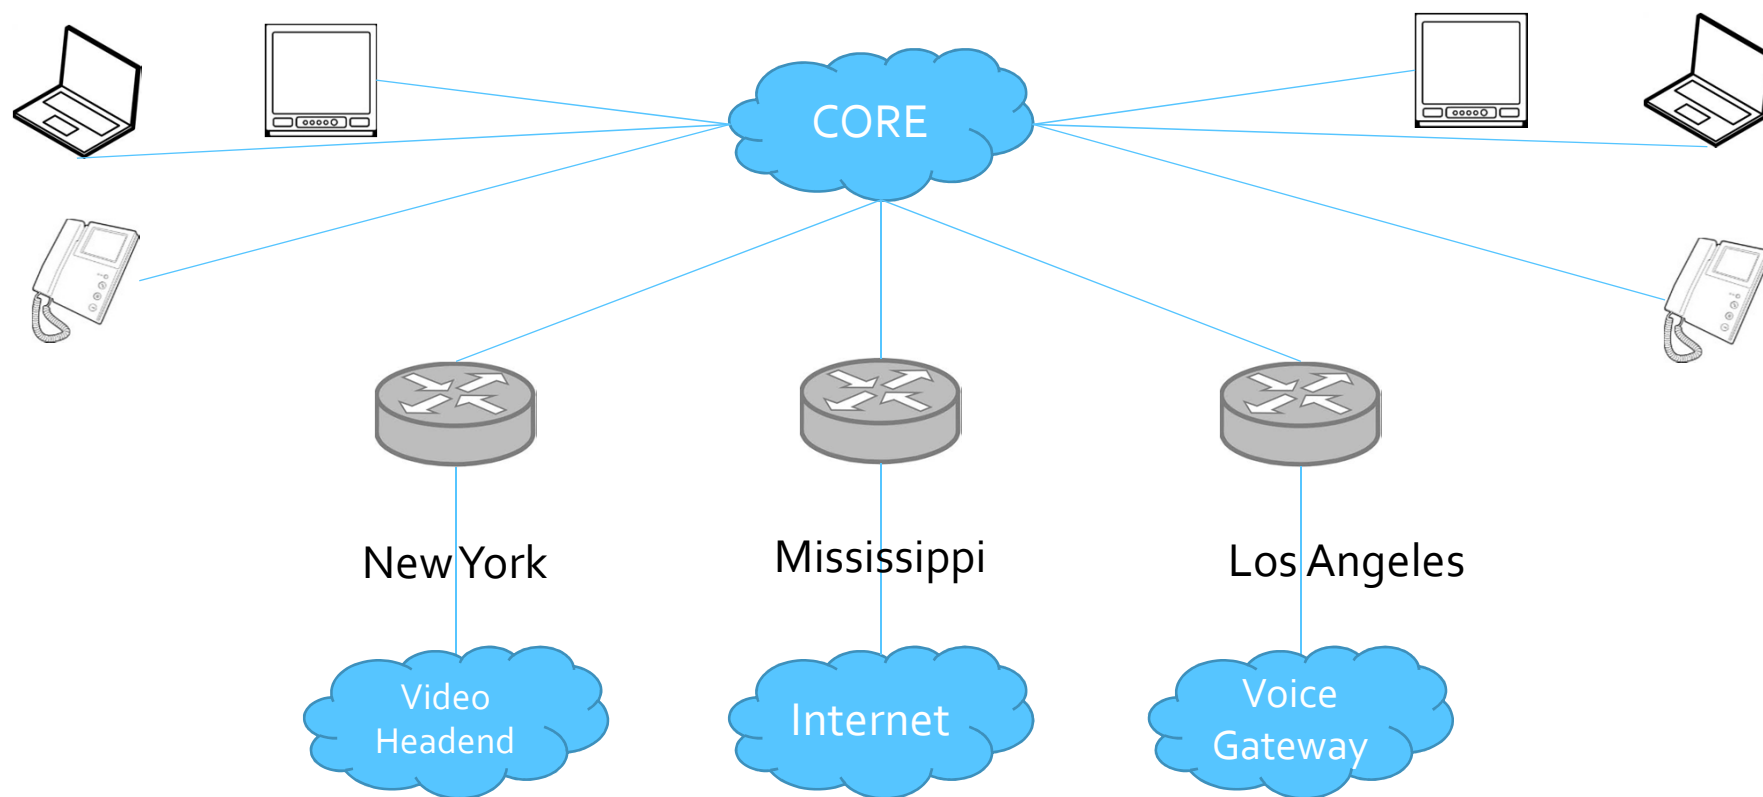 CORE
New York
Mississippi
Los Angeles
Video
Headend
Internet
Voice
Gateway